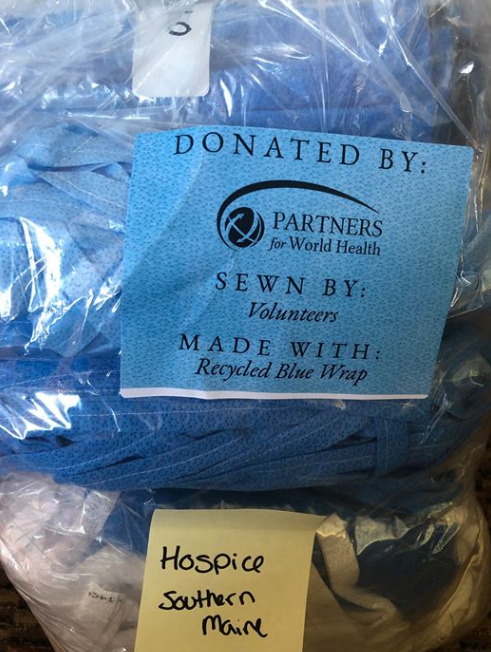 DONATED BY:
PARTNERS
for World Health
SEWN BY:
Volunteers
MADE WITH:
Recycled Blue Wrap
Hospice
Southern
Maine